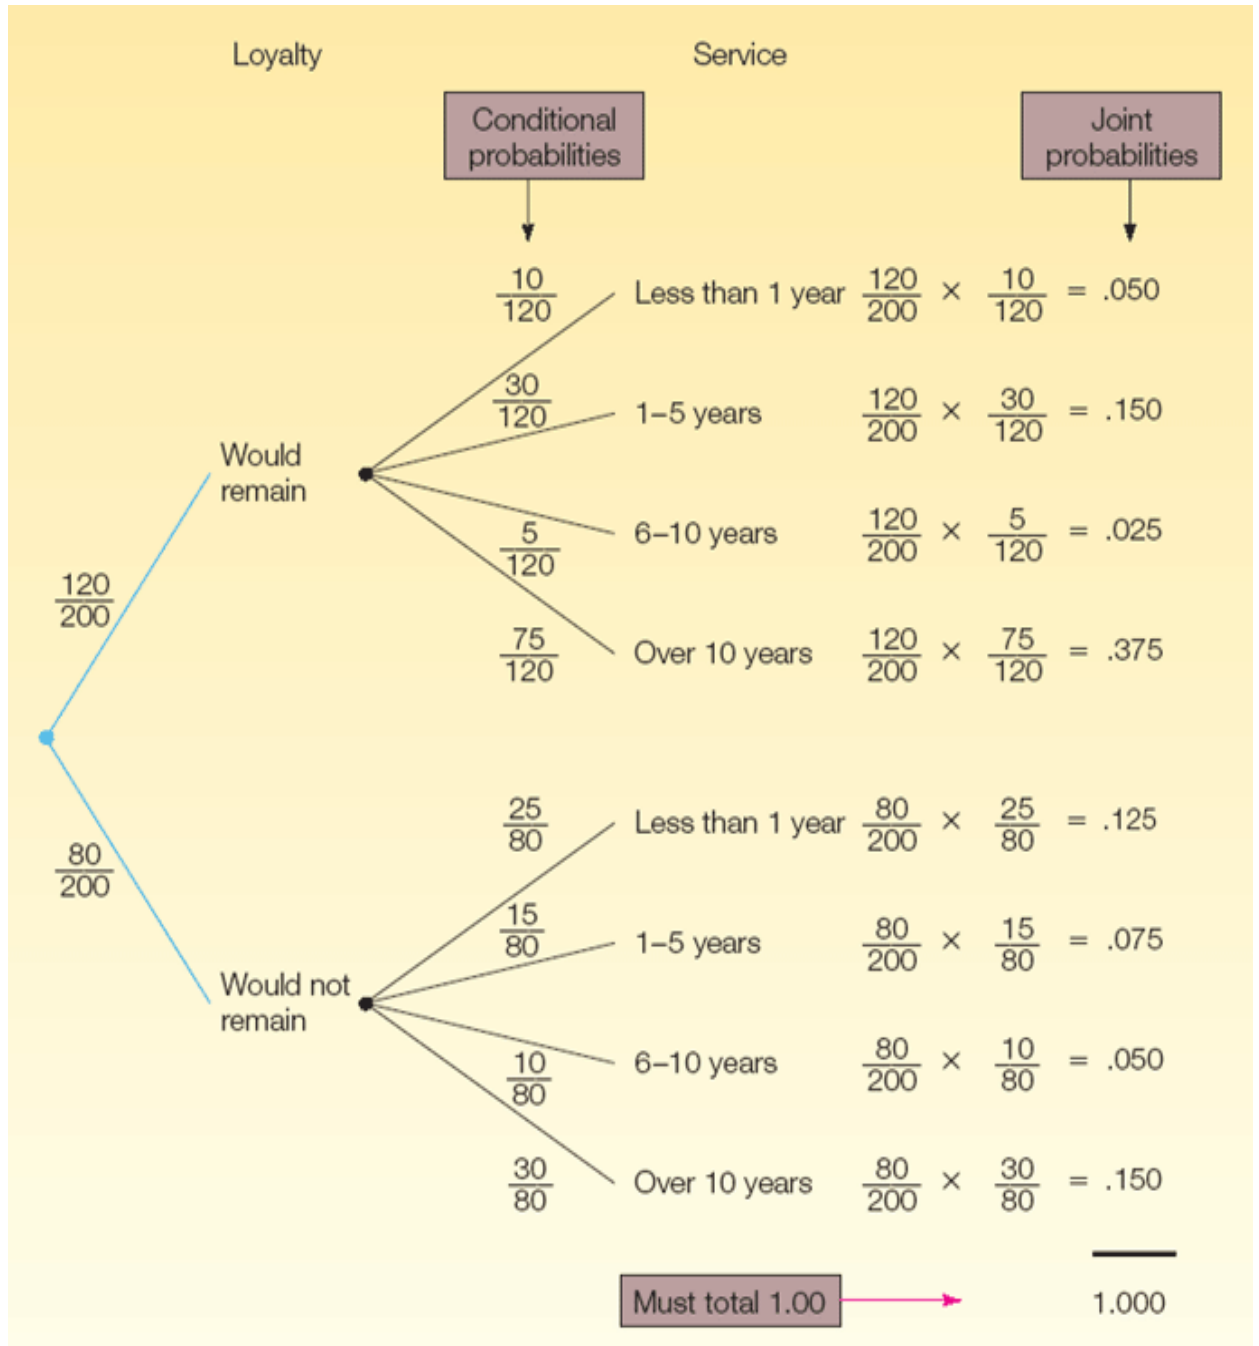 Loyalty Service
Conditional
probabilities
Joint
probabilities
10/120 Less than 1 year 120/200 × 10/120 = .050
30/120 1–5 years 120/200 × 30/120 = .150
Would
remain
5/120 6–10 years 120/200 × 5/120 = .025
120/200
75/120 Over 10 years 120/200 × 75/120 = .375
25/80 Less than 1 year 80/200 × 25/80 = .125
80/200
15/80 1–5 years 80/200 × 15/80 = .075
Would not
remain
10/80 6–10 years 80/200 × 10/80 = .050
30/80 Over 10 years 80/200 × 30/80 = .150
Must total 1.00 1.000